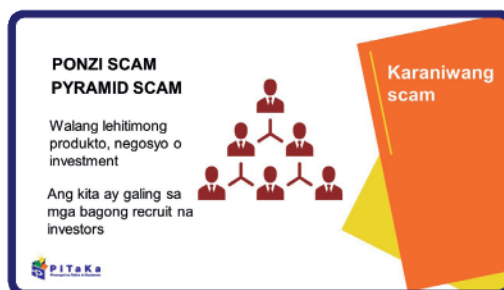 PONZI SCAM
PYRAMID SCAM
Walang lehitimong
produkto, negosyo o
investment
Ang kita ay galing sa
mga bagong recruit na
investors
Karaniwang
scam
PITaKa